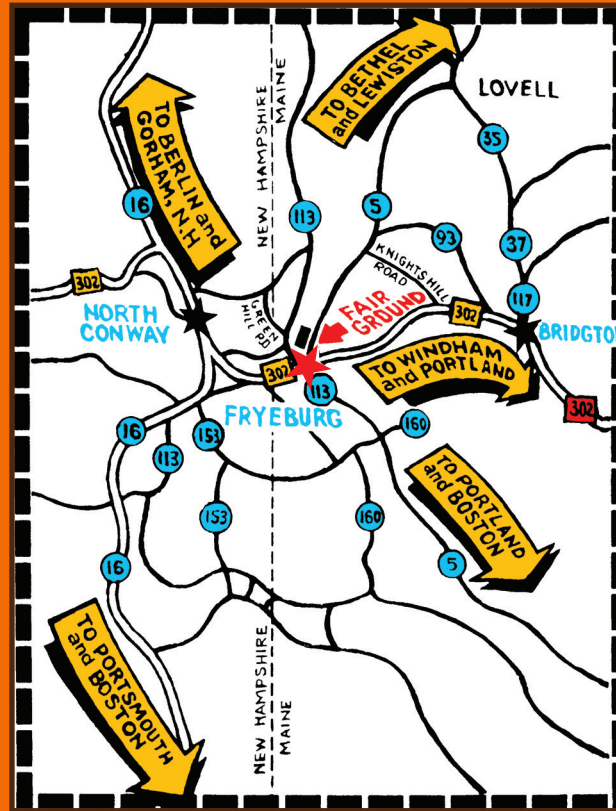 TO BERLIN and
GORHAM, N.H
16
302
NORTH
CONWAY
NEW HAMPSHIRE
MAINE
TO BETHEL
and LEWISTON
LOVELL
35
113
5
93
37
KNIGHTS HILL
ROAD
117
302
BRIDGTO
GREEN
HILL RD.
FAIR
GROUND
302
113
FRYEBURG
TO WINDHAM
and PORTLAND
302
16
113
153
160
153
160
TO PORTLAND
and BOSTON
5
16
TO PORTSMOUTH
and BOSTON
NEW HAMPSHIRE
MAINE